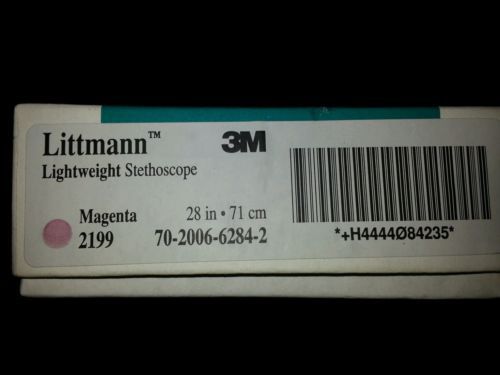 Littmann™ 3M
Lightweight Stethoscope
Magenta 28 in • 71 cm
2199 70-2006-6284-2
*+H4444Ø84235*